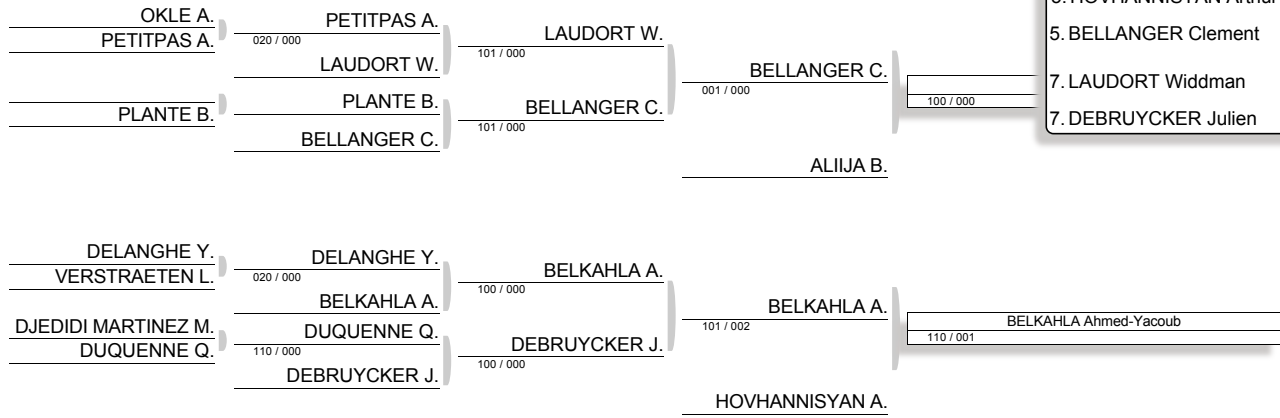 OKLE A.
PETITPAS A.
PETITPAS A.
020 / 000
LAUDORT W.
LAUDORT W.
101 / 000
PLANTE B.
PLANTE B.
BELLANGER C.
BELLANGER C.
101 / 000
BELLANGER C.
001 / 000
ALIIJA B.
100 / 000
5. BELLANGER Clement
7. LAUDORT Widdman
7. DEBRUYCKER Julien
DELANGHE Y.
VERSTRAETEN L.
DELANGHE Y.
020 / 000
BELKAHLA A.
BELKAHLA A.
100 / 000
DJEDIDI MARTINEZ M.
DUQUENNE Q.
DUQUENNE Q.
110 / 000
DEBRUYCKER J.
DEBRUYCKER J.
100 / 000
BELKAHLA A.
101 / 002
HOVHANNISYAN A.
BELKAHLA Ahmed-Yacoub
110 / 001